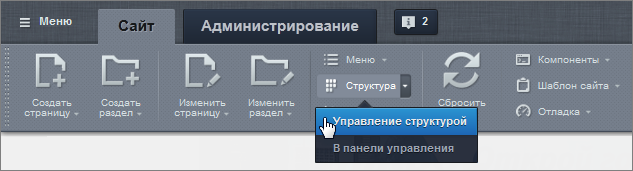 Меню
Сайт
Администрирование
2
Создать
страницу
Создать
раздел
Изменить
страницу
Изменить
раздел
Меню
Структура
Сбросить
Компоненты
Шаблон сайта
Отладка
Управление структурой
В панели управления